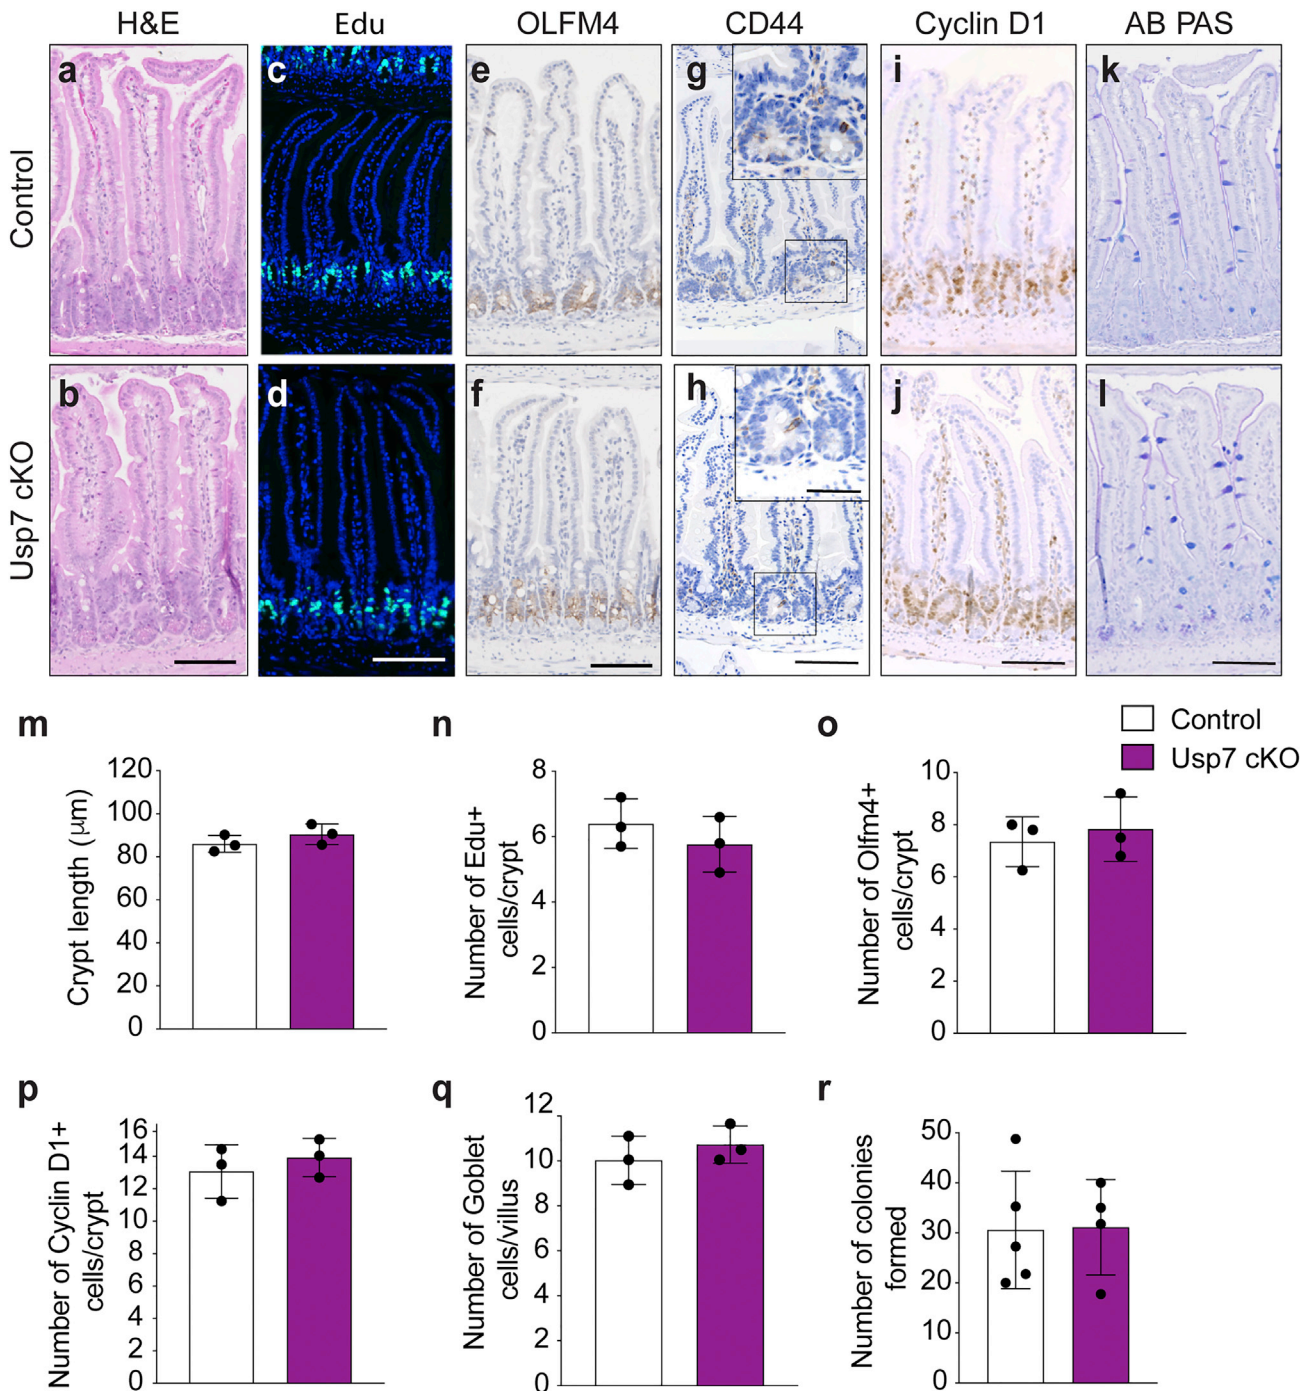 H&E Edu OLFM4 CD44 Cyclin D1 AB PAS
Control
a c e g i k
Usp7 cKO
b d f h j l
m
Crypt length (μm)
120
100
80
60
40
20
0
n
Number of Edu+
cells/crypt
8
6
4
2
0
o
Control
Usp7 cKO
Number of Olfm4+
cells/crypt
10
8
6
4
2
0
p
Number of Cyclin D1+
cells/crypt
16
14
12
14
10
8
6
4
2
0
q
Number of Goblet
cells/villus
12
10
10
8
6
4
2
0
r
Number of colonies
formed
50
40
30
20
10
0